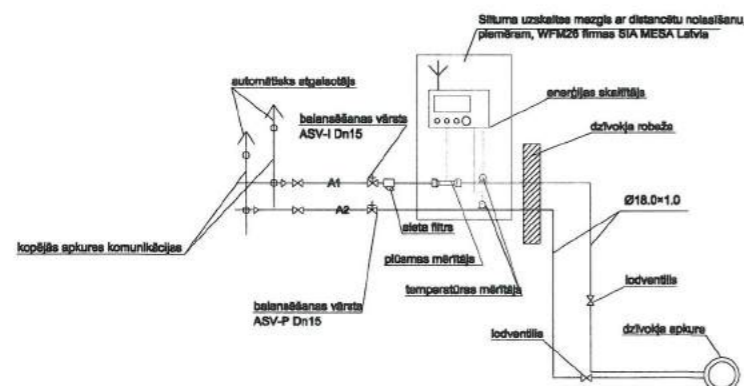 Siltuma uzskaites mezgls ar distancētu nolasīšanu,
piemēram, WFM26 firmas SIA MESA Latvia
automātisks atgaisotājs
enerģijas skaitītājs
balansēšanas vārsts
ASV-I Dn15
dzīvokļa robeža
A1
Ø18.0×1.0
A2
sieta filtrs
kopējās apkures komunikācijas
plūsmas mērītājs
temperatūras mērītājs
lodventilis
balansēšanas vārsts
ASV-P Dn15
lodventilis
dzīvokļa apkure